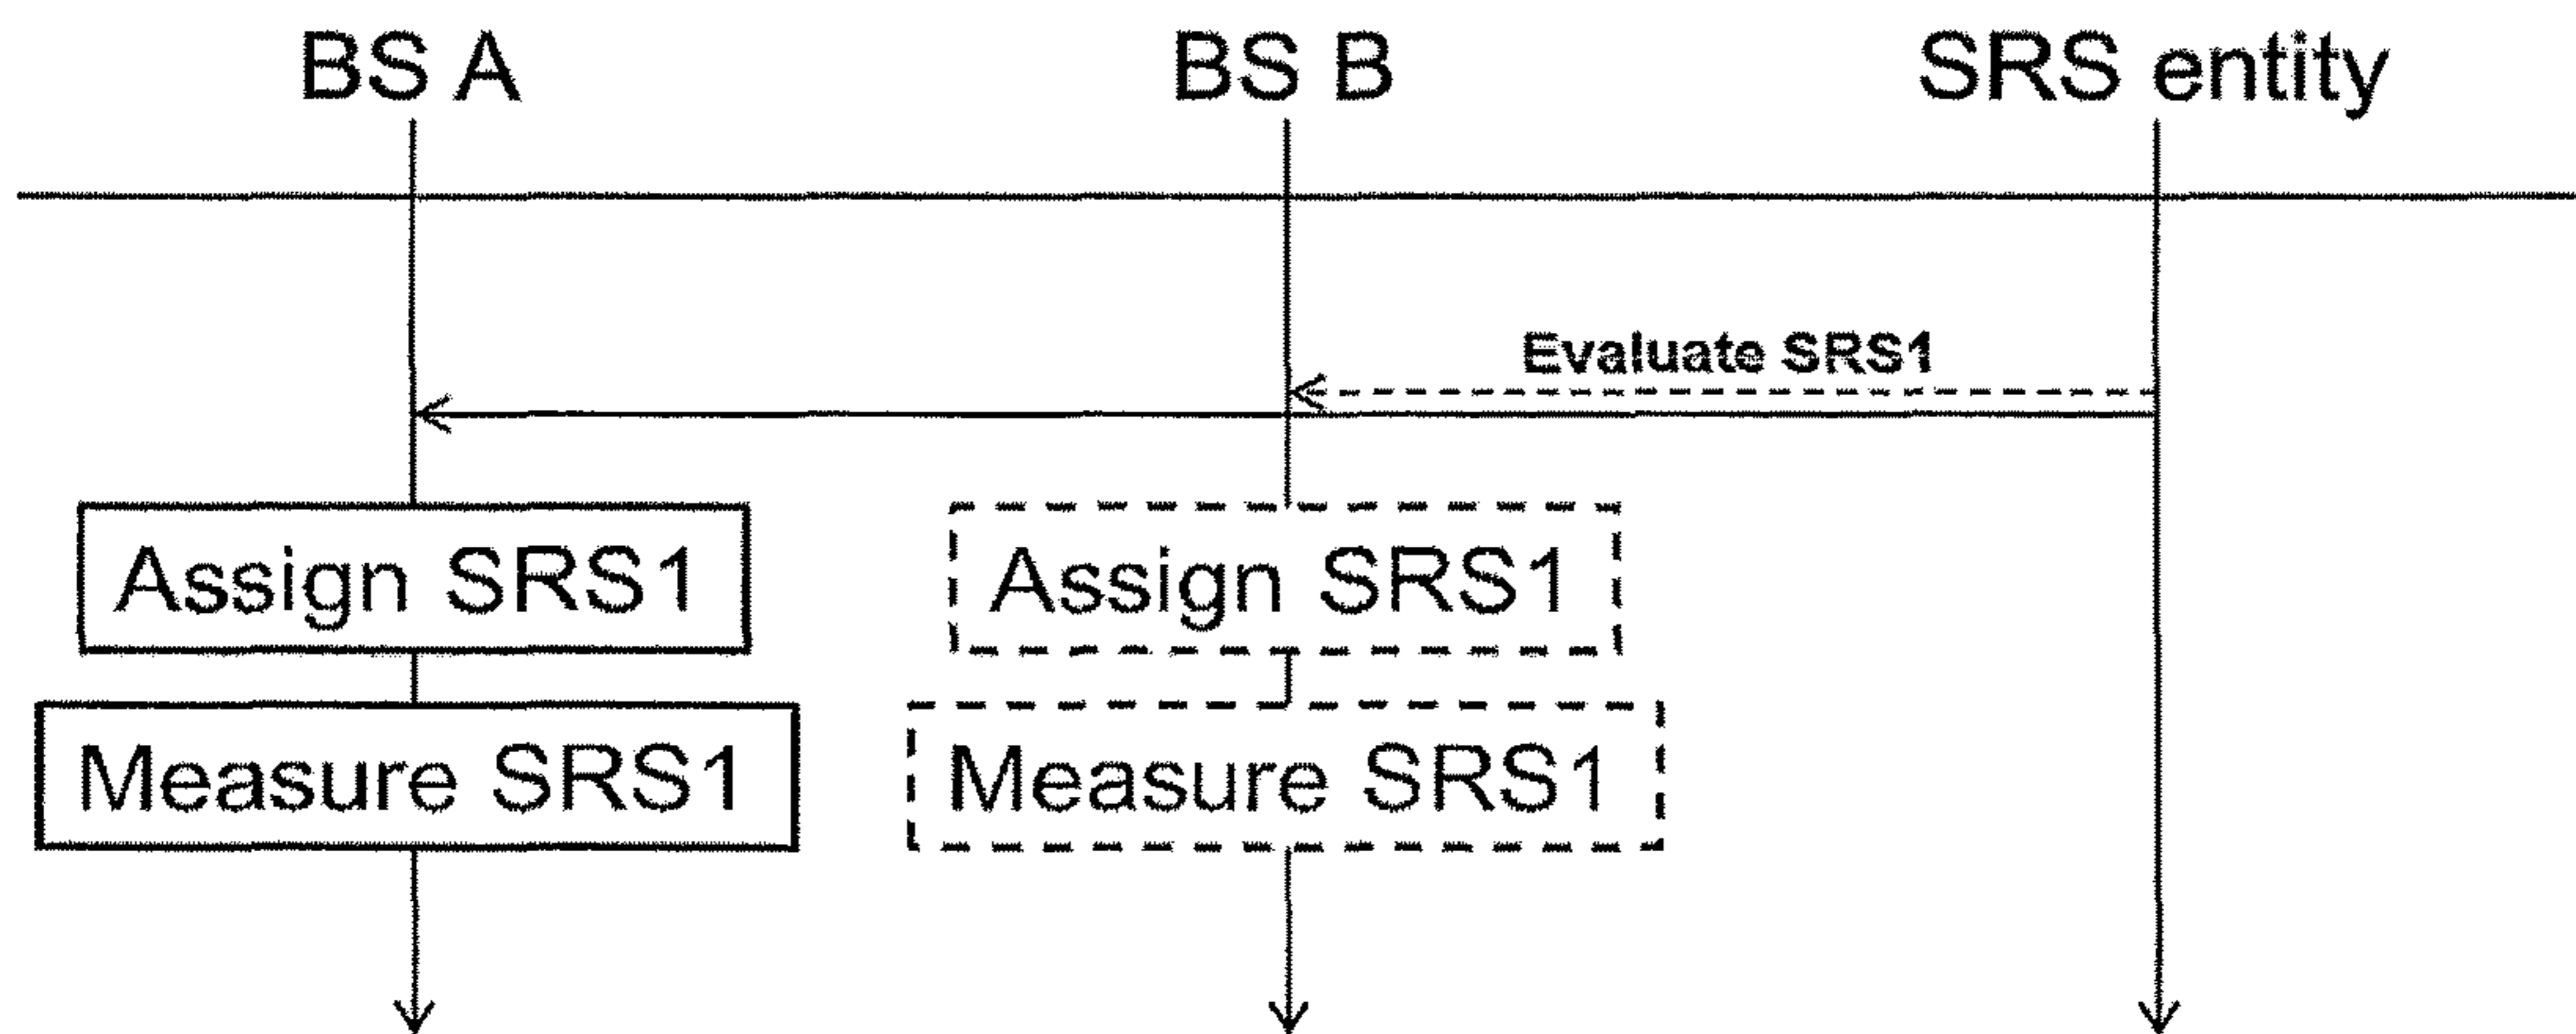 BS A
BS B
SRS entity
Evaluate SRS1
Assign SRS1
Assign SRS1
Measure SRS1
Measure SRS1